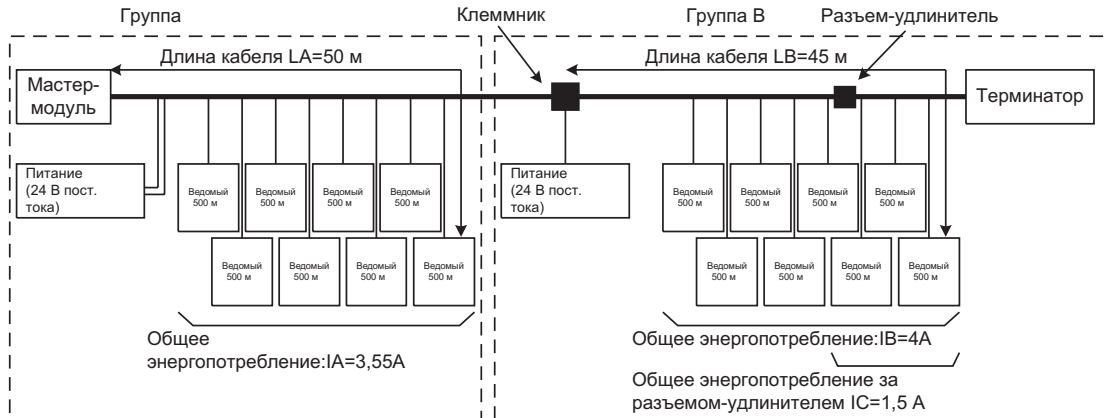 Группа
Клеммник
Группа B
Разъем-удлинитель
Длина кабеля LA=50 м
Длина кабеля LB=45 м
Мастер-
модуль
Терминатор
Питание
(24 В пост.
тока)
Ведомый
500 м
Ведомый
500 м
Ведомый
500 м
Ведомый
500 м
Питание
(24 В пост.
тока)
Ведомый
500 м
Ведомый
500 м
Ведомый
500 м
Ведомый
500 м
Ведомый
500 м
Ведомый
500 м
Ведомый
500 м
Ведомый
500 м
Ведомый
500 м
Ведомый
500 м
Ведомый
500 м
Ведомый
500 м
Общее
энергопотребление:IA=3,55A
Общее энергопотребление:IB=4A
Общее энергопотребление за
разъемом-удлинителем IC=1,5 A